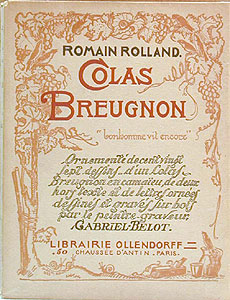 ROMAIN ROLLAND.
COLAS
BREUGNON
"bonhomme vit encore"
Ornementé de cent vingt
sept dessins d'un Colas
Breugnon en camaïeu de deux
hors texte et de lettres ornées
dessinés et gravés sur bois
par le peintre graveur,
GABRIEL-BELOT.
LIBRAIRIE OLLENDORFF
50 CHAUSSÉE D'ANTIN. PARIS.